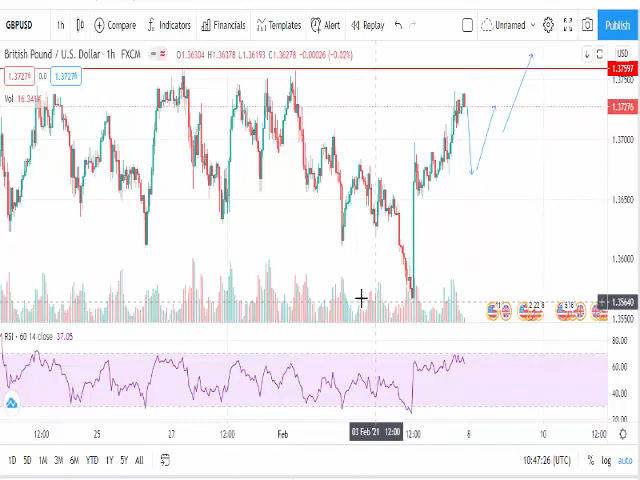 GBPUSD 1h Compare Indicators Financials Templates Alert Replay Unnamed Publish
British Pound / U.S. Dollar · 1h · FXCM O1.36304 H1.36378 L1.36193 C1.36278 -0.00026 (-0.02%) USD
1.37276 0.0 1.37276
Vol 16.341K
1.37597
1.37500
1.37276
1.37000
1.36500
1.36000
1.35640
1.35500
RSI - 60 14 close 37.05
80.00
60.00
40.00
20.00
12:00 25 27 12:00 Feb 03 Feb '21 12:00 12:00 8 10 12:00
1D 5D 1M 3M 6M YTD 1Y 5Y All 10:47:26 (UTC) % log auto